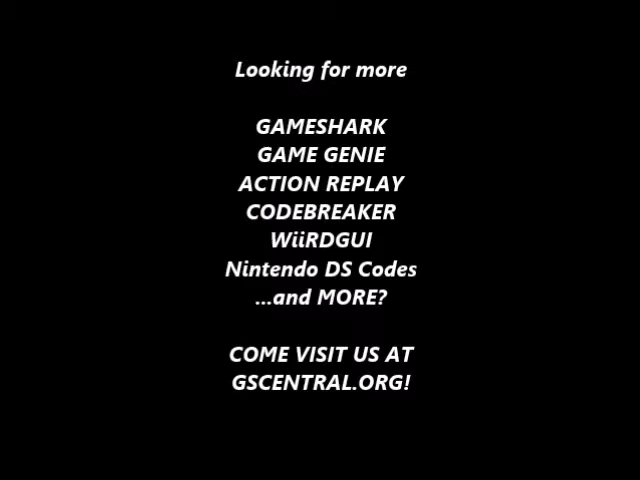 Looking for more
GAMESHARK
GAME GENIE
ACTION REPLAY
CODEBREAKER
WiiRDGUI
Nintendo DS Codes
...and MORE?
COME VISIT US AT
GSCENTRAL.ORG!